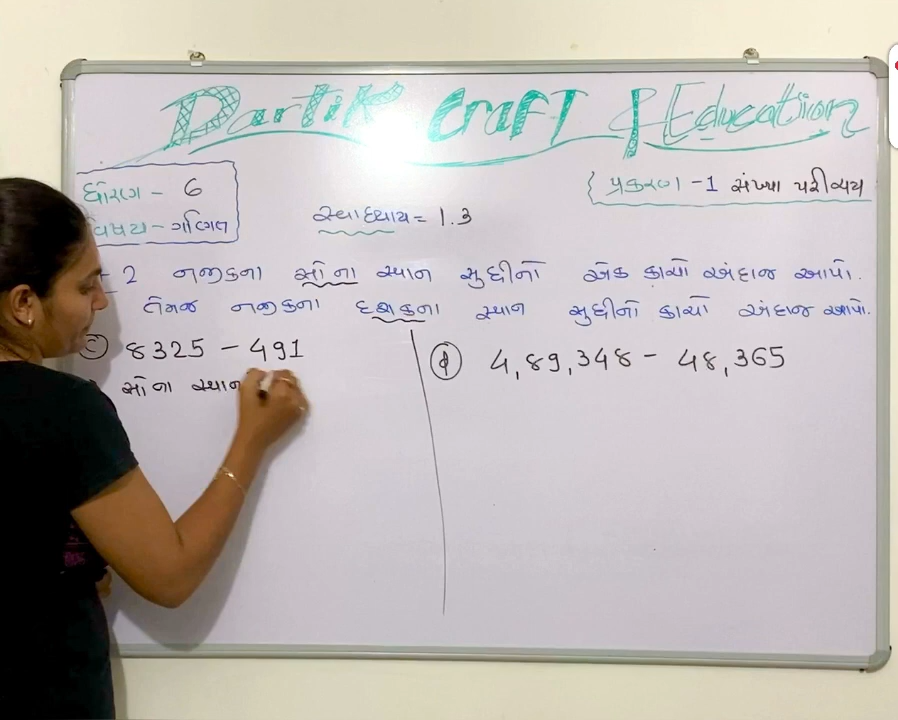 Dartik Craft & Education
ધોરણ - 6
વિષય - ગણિત
પ્રકરણ - 1 સંખ્યા પરીચય
સ્વાધ્યાય = 1.3
2 નજીકના સોના સ્થાન સુધીનો એક કાચો અંદાજ આપો.
તેમજ નજીકના દશકના સ્થાન સુધીનો કાચો અંદાજ આપો.
C 8325 - 491
સોના સ્થાન
d 4,89,348 - 48,365